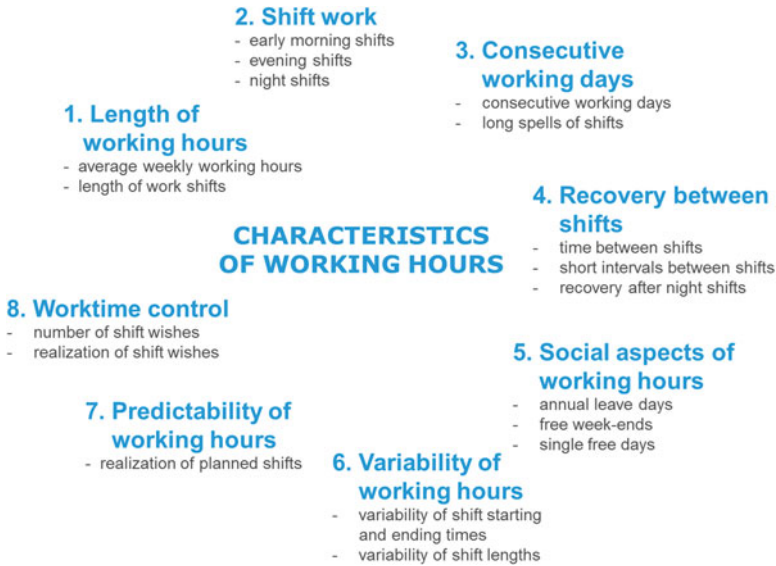 2. Shift work
- early morning shifts
- evening shifts
- night shifts
3. Consecutive
working days
- consecutive working days
- long spells of shifts
1. Length of
working hours
- average weekly working hours
- length of work shifts
4. Recovery between
shifts
- time between shifts
- short intervals between shifts
- recovery after night shifts
CHARACTERISTICS
OF WORKING HOURS
8. Worktime control
- number of shift wishes
- realization of shift wishes
5. Social aspects of
working hours
- annual leave days
- free week-ends
- single free days
7. Predictability of
working hours
- realization of planned shifts
6. Variability of
working hours
- variability of shift starting
and ending times
- variability of shift lengths